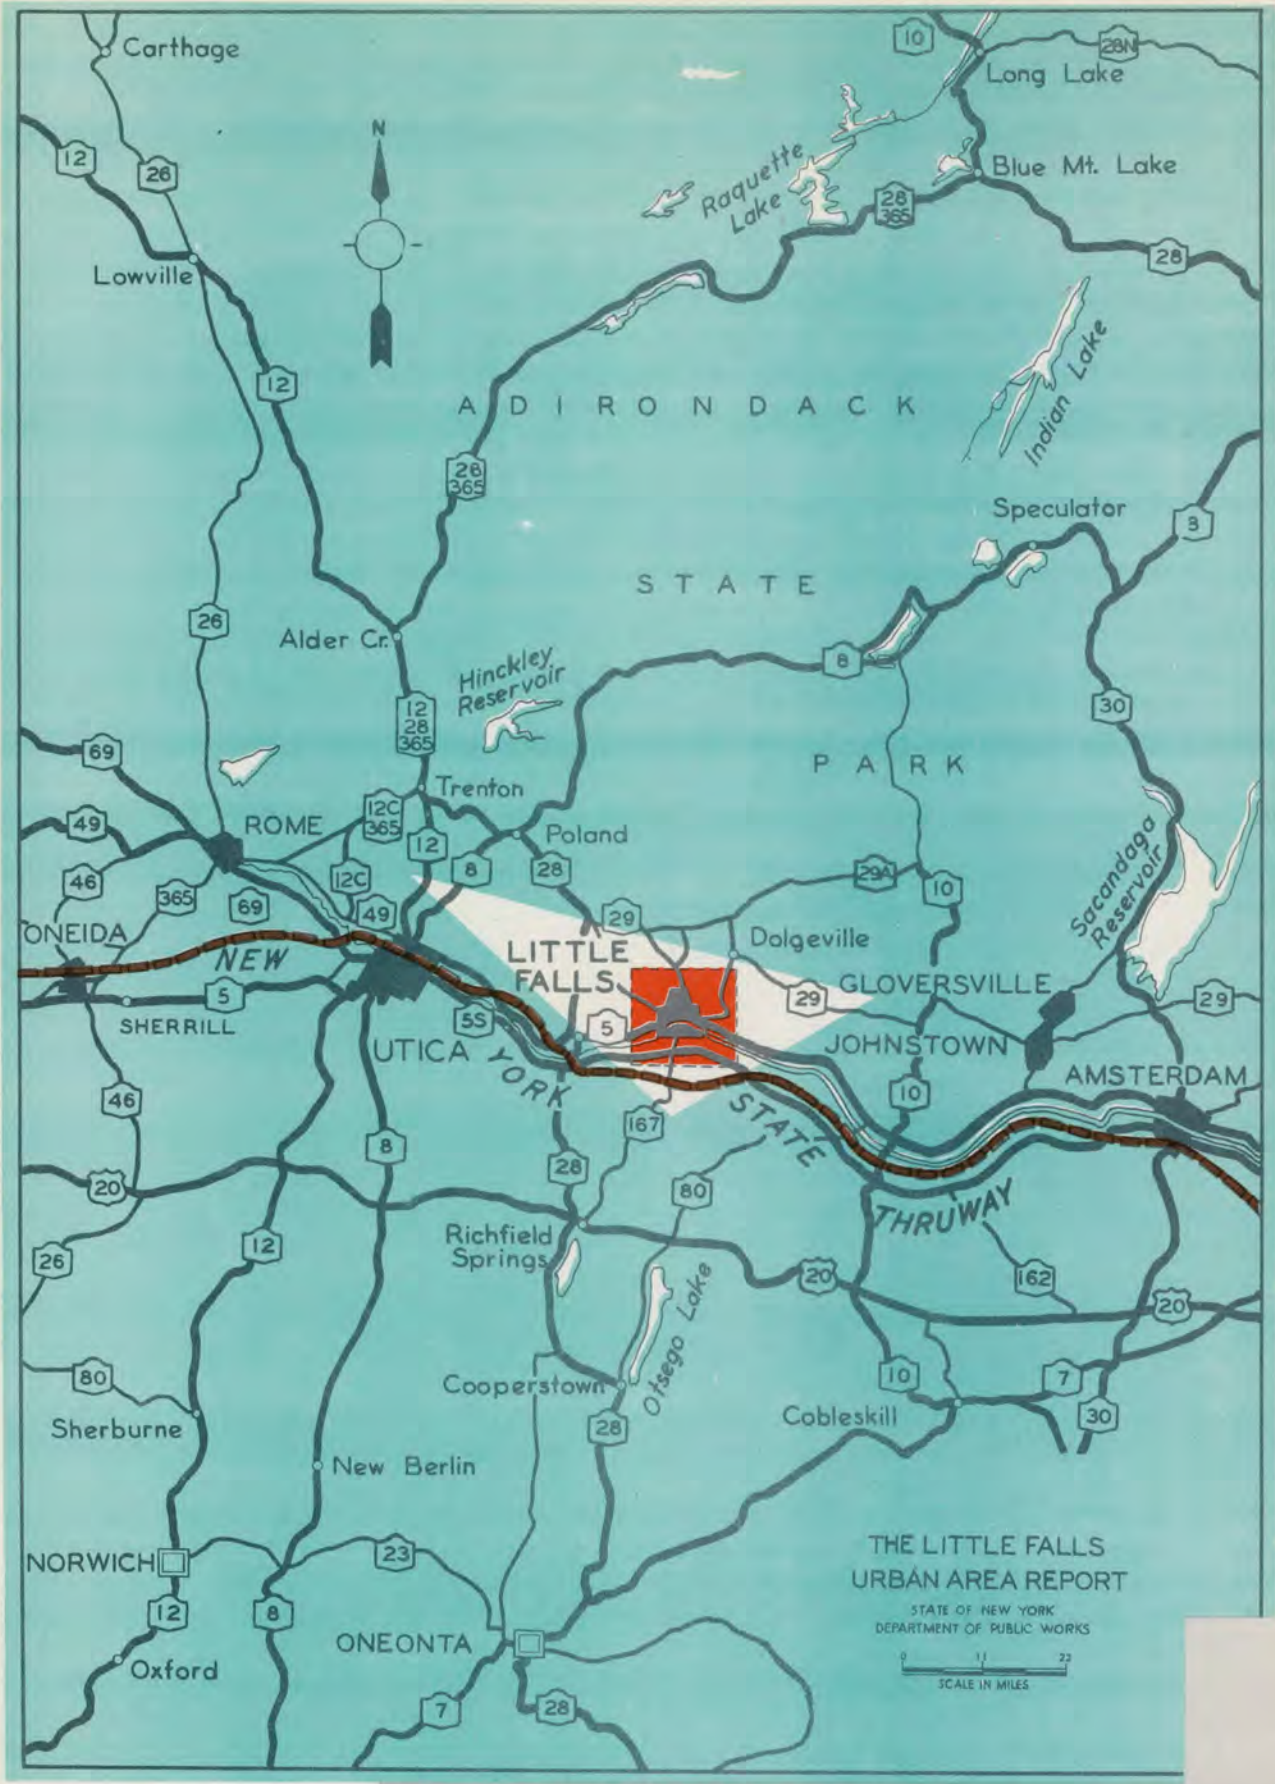 Carthage
10
28N
Long Lake
12
26
N
Raquette
Lake
28
365
Blue Mt. Lake
28
Lowville
12
Indian Lake
ADIRONDACK
28
365
Speculator
3
STATE
26
Alder Cr.
Hinckley
Reservoir
8
30
12
28
365
69
PARK
Trenton
49
ROME
12C
365
12
Poland
8
28
29A
10
46
365
12C
69
49
29
Sacandaga
Reservoir
ONEIDA
NEW
LITTLE
FALLS
Dolgeville
5
29
GLOVERSVILLE
29
SHERRILL
5S
5
UTICA
YORK
JOHNSTOWN
AMSTERDAM
46
10
167
STATE
8
28
20
80
THRUWAY
Richfield
Springs
12
26
20
162
20
Otsego Lake
80
Cooperstown
10
7
Sherburne
28
Cobleskill
30
New Berlin
NORWICH
23
12
8
ONEONTA
Oxford
7
28
THE LITTLE FALLS
URBAN AREA REPORT
STATE OF NEW YORK
DEPARTMENT OF PUBLIC WORKS
0 11 22
SCALE IN MILES